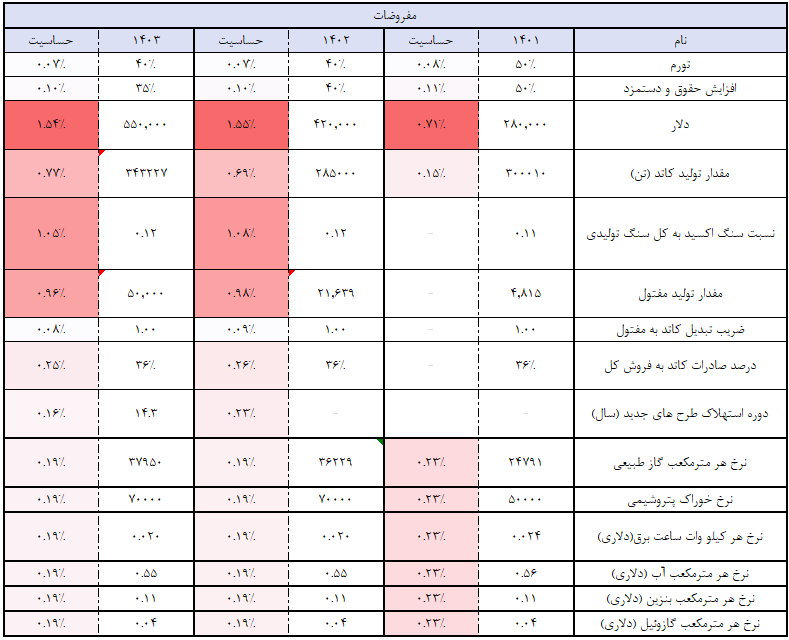 مفروضات
نام ۱۴۰۱ حساسیت ۱۴۰۲ حساسیت ۱۴۰۳ حساسیت
تورم ۵۰٪ ۰.۰۸٪ ۴۰٪ ۰.۰۷٪ ۴۰٪ ۰.۰۷٪
افزایش حقوق و دستمزد ۵۰٪ ۰.۱۱٪ ۴۰٪ ۰.۱۰٪ ۳۵٪ ۰.۱۰٪
دلار ۲۸۰,۰۰۰ ۰.۷۱٪ ۴۲۰,۰۰۰ ۱.۵۵٪ ۵۵۰,۰۰۰ ۱.۵۴٪
مقدار تولید کاتد (تن) ۳۰۰۰۱۰ ۰.۱۵٪ ۲۸۵۰۰۰ ۰.۶۹٪ ۳۴۳۲۲۷ ۰.۷۷٪
نسبت سنگ اکسید به کل سنگ تولیدی ۰.۱۱ - ۰.۱۲ ۱.۰۸٪ ۰.۱۲ ۱.۰۵٪
مقدار تولید مفتول ۴,۸۱۵ - ۲۱,۶۳۹ ۰.۹۸٪ ۵۰,۰۰۰ ۰.۹۶٪
ضریب تبدیل کاتد به مفتول ۱.۰۰ - ۱.۰۰ ۰.۰۹٪ ۱.۰۰ ۰.۰۸٪
درصد صادرات کاتد به فروش کل ۳۶٪ - ۳۶٪ ۰.۲۶٪ ۳۶٪ ۰.۲۵٪
دوره استهلاک طرح های جدید (سال) - - - ۰.۲۳٪ ۱۴.۳ ۰.۱۶٪
نرخ هر مترمکعب گاز طبیعی ۲۴۷۹۱ ۰.۲۳٪ ۳۶۲۲۹ ۰.۱۹٪ ۳۷۹۵۰ ۰.۱۹٪
نرخ خوراک پتروشیمی ۵۰۰۰۰ ۰.۲۳٪ ۷۰۰۰۰ ۰.۱۹٪ ۷۰۰۰۰ ۰.۱۹٪
نرخ هر کیلو وات ساعت برق(دلاری) ۰.۰۲۴ ۰.۲۳٪ ۰.۰۲۰ ۰.۱۹٪ ۰.۰۲۰ ۰.۱۹٪
نرخ هر مترمکعب آب (دلاری) ۰.۵۶ ۰.۲۳٪ ۰.۵۵ ۰.۱۹٪ ۰.۵۵ ۰.۱۹٪
نرخ هر مترمکعب بنزین (دلاری) ۰.۱۱ ۰.۲۳٪ ۰.۱۱ ۰.۱۹٪ ۰.۱۱ ۰.۱۹٪
نرخ هر مترمکعب گازوئیل (دلاری) ۰.۰۴ ۰.۲۳٪ ۰.۰۴ ۰.۱۹٪ ۰.۰۴ ۰.۱۹٪